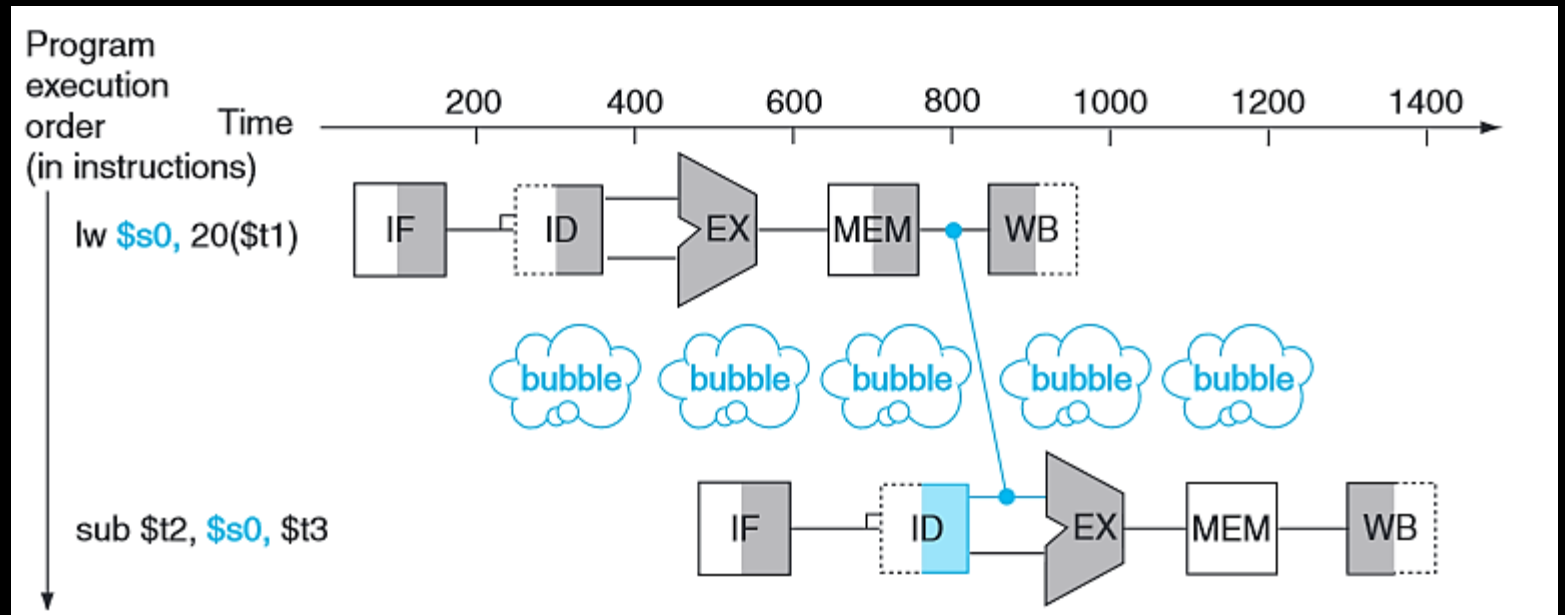 Program
execution
order
(in instructions)
Time
200 400 600 800 1000 1200 1400
lw $s0, 20($t1)
IF ID EX MEM WB
bubble bubble bubble bubble bubble
sub $t2, $s0, $t3
IF ID EX MEM WB